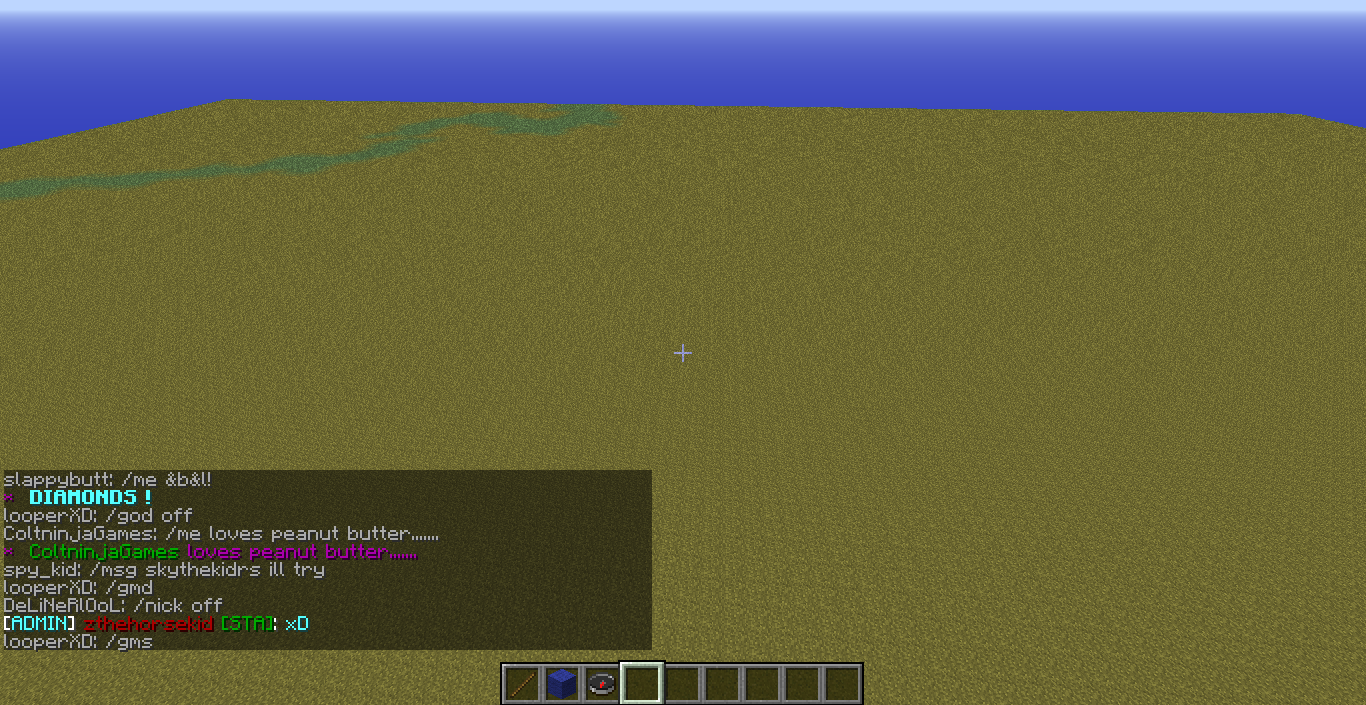 slappybutt: /me &b&l!
* DIAMONDS !
looperXD: /god off
ColtninjaGames: /me loves peanut butter.......
* ColtninjaGames loves peanut butter.......
spy_kid: /msg skythekidrs ill try
looperXD: /gmd
DeLiNeRlOoL: /nick off
[ADMIN] zthehorsekid [STA]: xD
looperXD: /gms